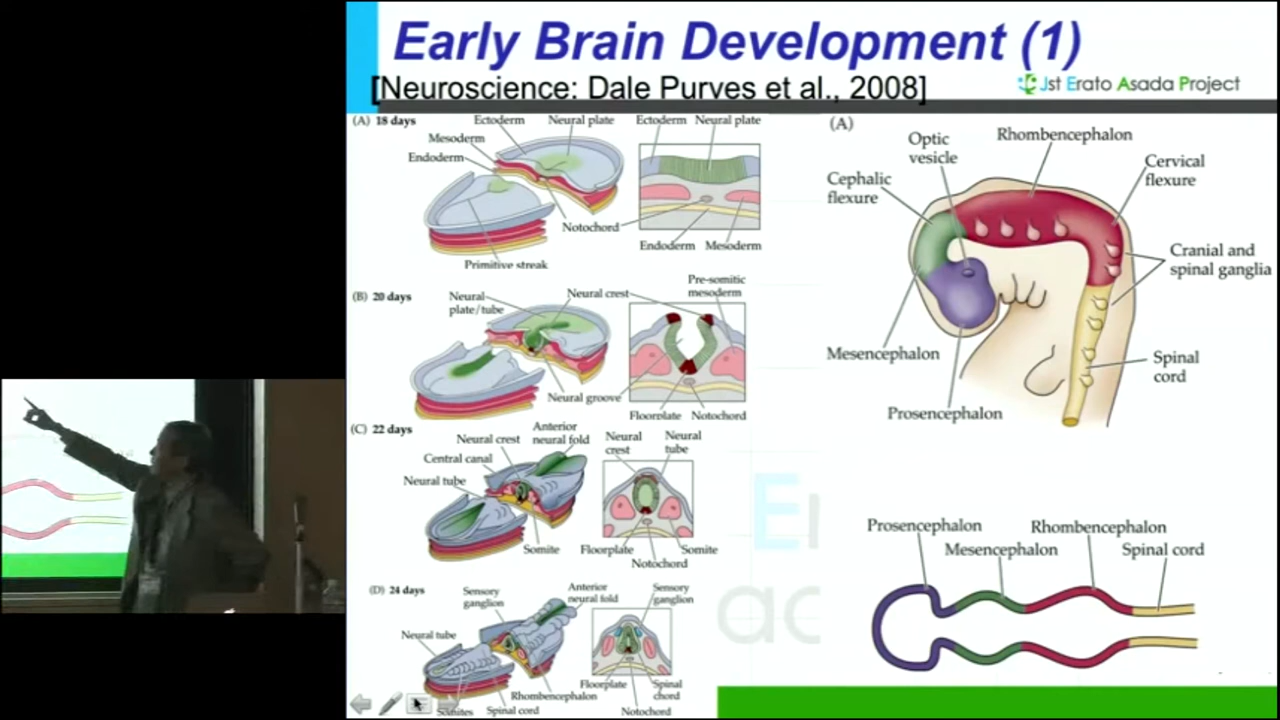 Early Brain Development (1)
[Neuroscience: Dale Purves et al., 2008]
Jst Erato Asada Project
(A) 18 days
Ectoderm
Neural plate
Mesoderm
Endoderm
Notochord
Primitive streak
Ectoderm
Neural plate
Endoderm
Mesoderm
(B) 20 days
Neural
plate/tube
Neural crest
Pre-somitic
mesoderm
Neural groove
Floorplate
Notochord
(C) 22 days
Neural crest
Anterior
neural fold
Central canal
Neural tube
Somite
Neural
crest
Neural
tube
Floorplate
Somite
Notochord
(D) 24 days
Sensory
ganglion
Anterior
neural fold
Neural tube
Rhombencephalon
Somites
Spinal cord
Sensory
ganglion
Floorplate
Spinal
chord
Notochord
(A)
Optic
vesicle
Rhombencephalon
Cephalic
flexure
Cervical
flexure
Cranial and
spinal ganglia
Mesencephalon
Spinal
cord
Prosencephalon
Prosencephalon
Rhombencephalon
Mesencephalon
Spinal cord